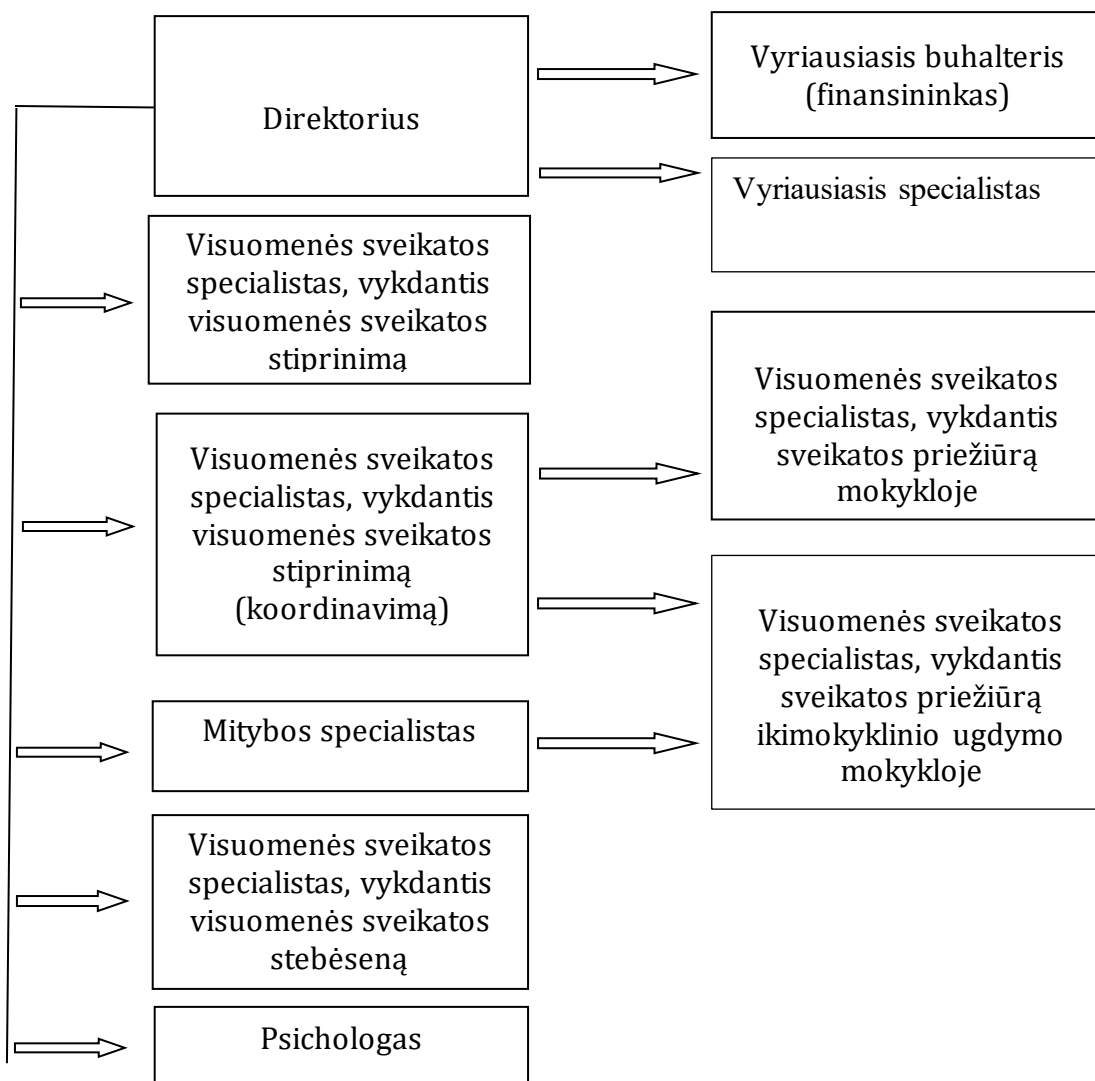 Direktorius
Vyriausiasis buhalteris
(finansininkas)
Vyriausiasis specialistas
Visuomenės sveikatos
specialistas, vykdantis
visuomenės sveikatos
stiprinimą
Visuomenės sveikatos
specialistas, vykdantis
visuomenės sveikatos
stiprinimą
(koordinavimą)
Visuomenės sveikatos
specialistas, vykdantis
sveikatos priežiūrą
mokykloje
Visuomenės sveikatos
specialistas, vykdantis
sveikatos priežiūrą
ikimokyklinio ugdymo
mokykloje
Mitybos specialistas
Visuomenės sveikatos
specialistas, vykdantis
visuomenės sveikatos
stebėseną
Psichologas